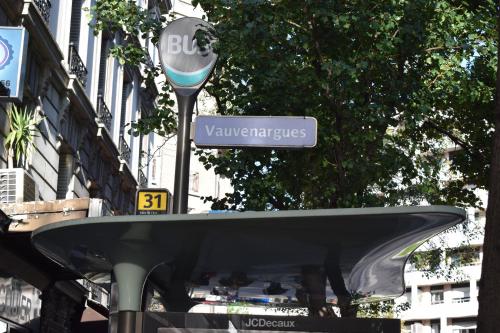 BUS
Vauvenargues
31
JCDecaux